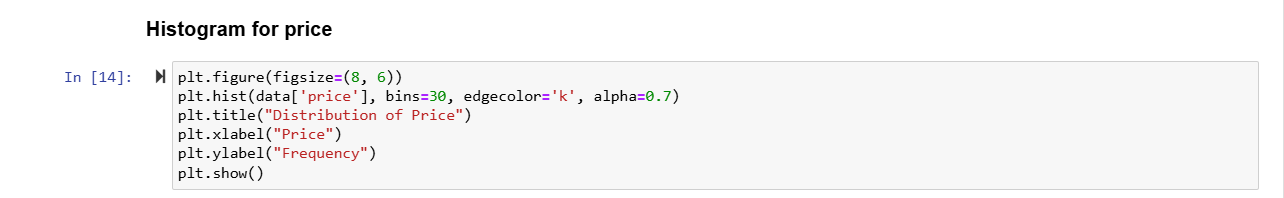 Histogram for price
In [14]:
plt.figure(figsize=(8, 6))
plt.hist(data['price'], bins=30, edgecolor='k', alpha=0.7)
plt.title("Distribution of Price")
plt.xlabel("Price")
plt.ylabel("Frequency")
plt.show()